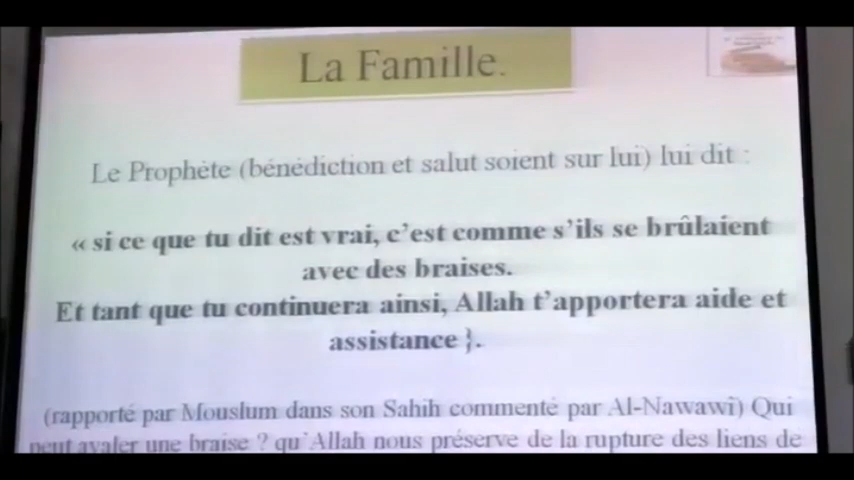 La Famille.
Le Prophète (bénédiction et salut soient sur lui) lui dit :
« si ce que tu dit est vrai, c'est comme s'ils se brûlaient
avec des braises.
Et tant que tu continuera ainsi, Allah t'apportera aide et
assistance }.
(rapporté par Mouslum dans son Sahih commenté par Al-Nawawî) Qui
peut avaler une braise ? qu'Allah nous préserve de la rupture des liens de